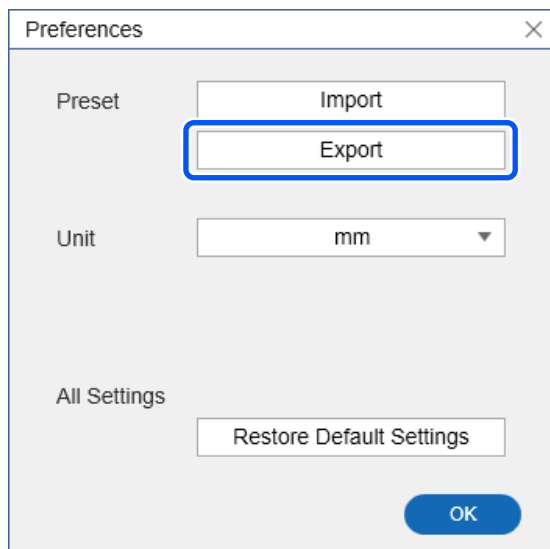 Preferences
Preset
Import
Export
Unit
mm
All Settings
Restore Default Settings
OK